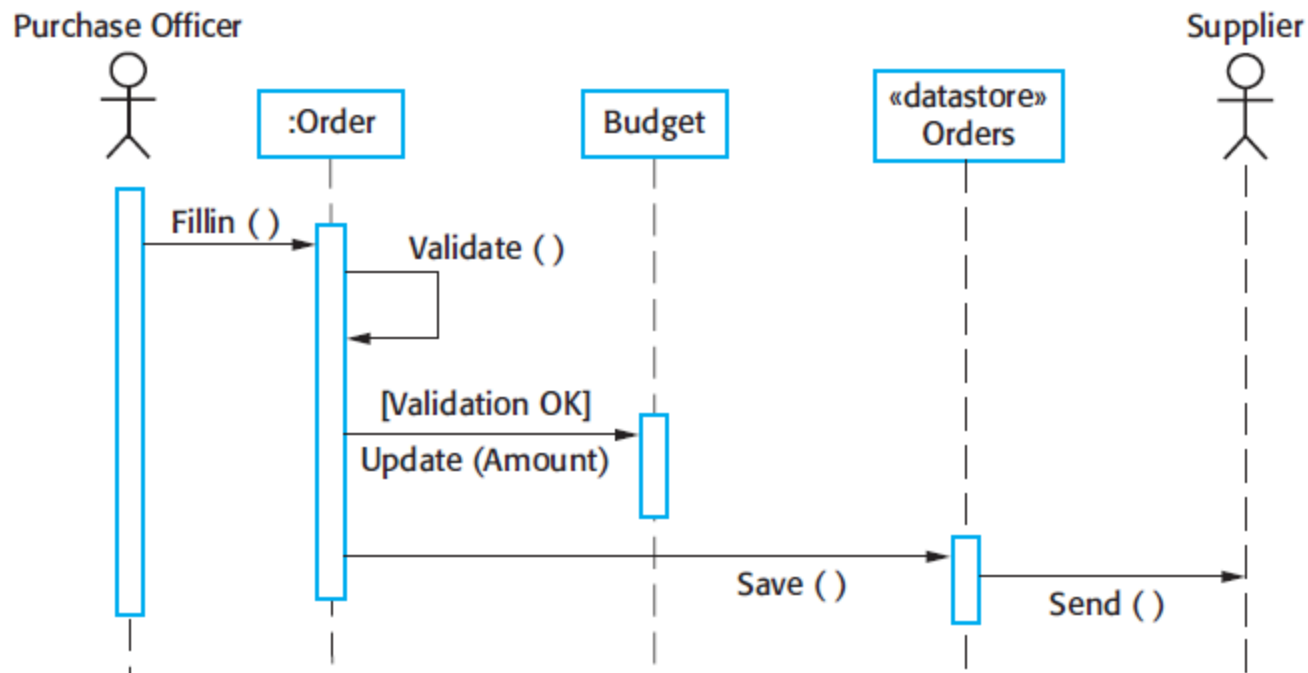 Purchase Officer
Supplier
:Order
Budget
«datastore»
Orders
Fillin ( )
Validate ( )
[Validation OK]
Update (Amount)
Save ( )
Send ( )